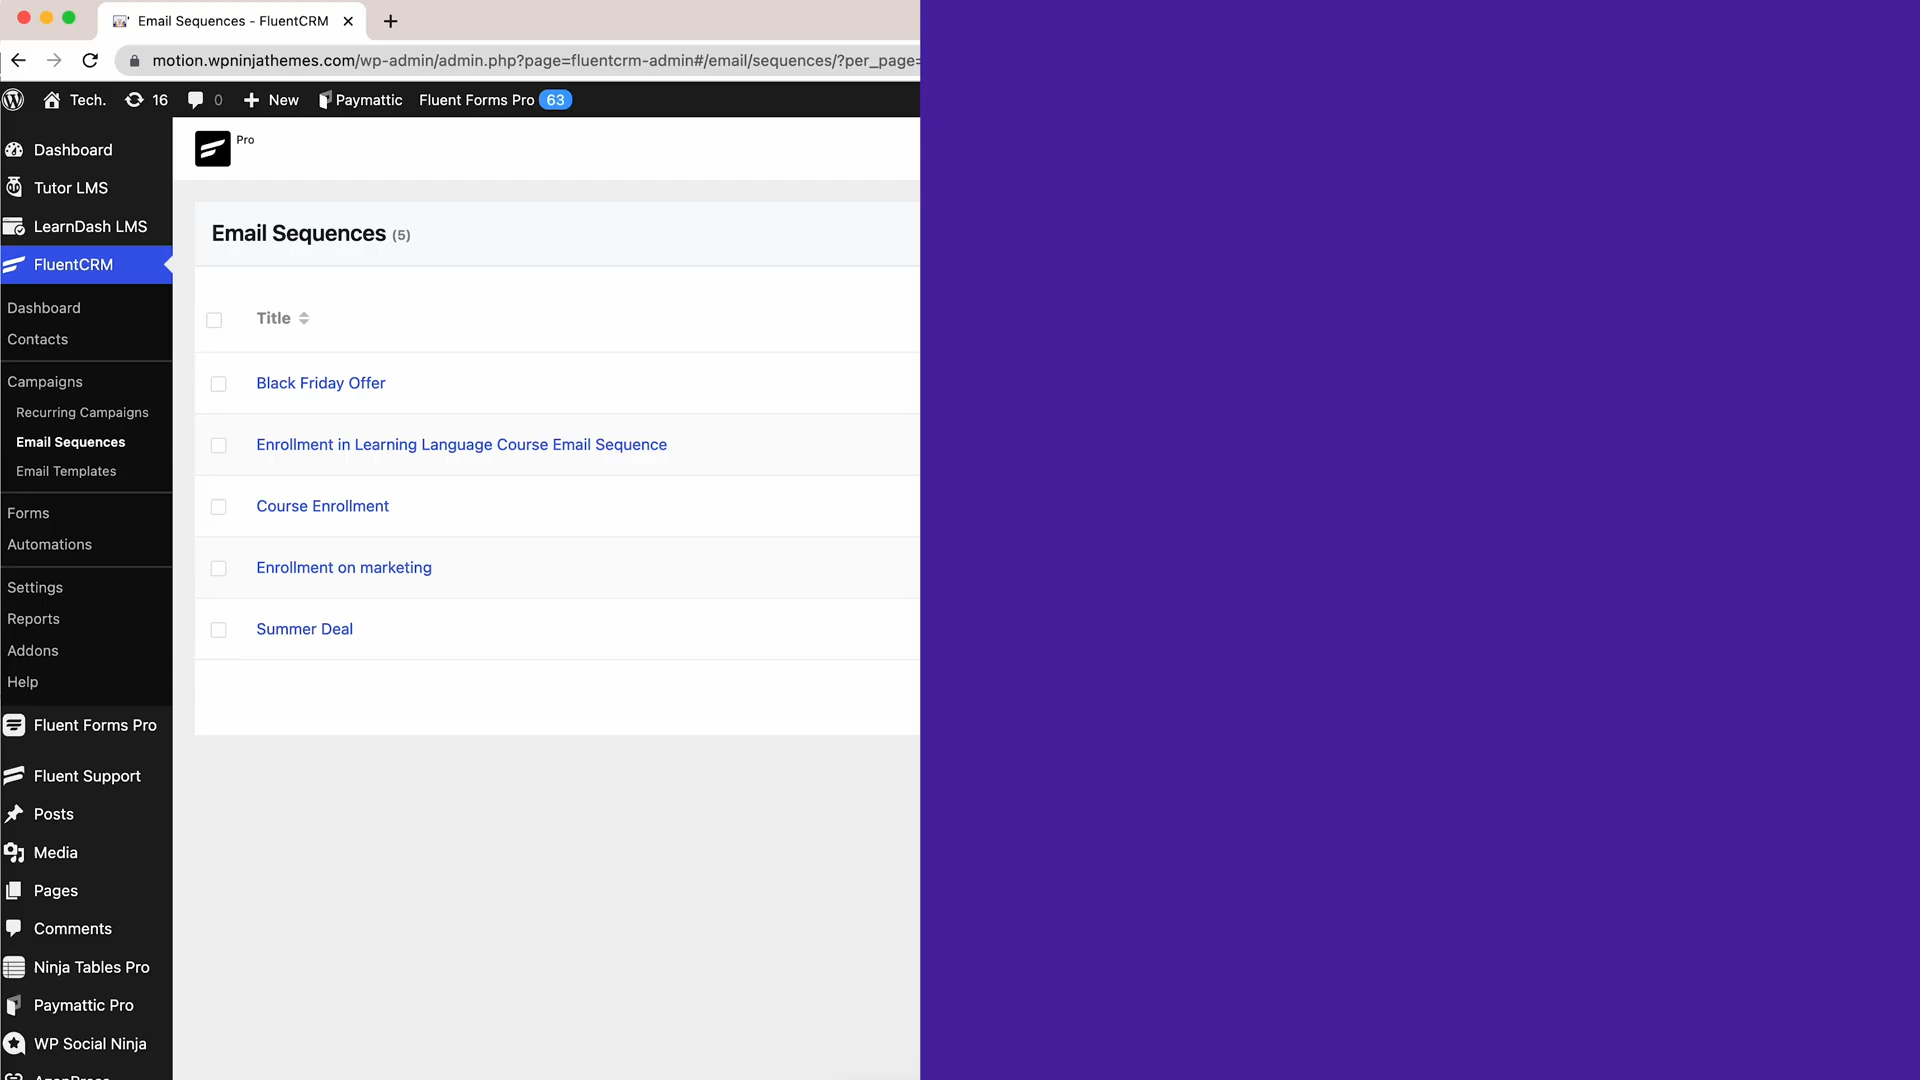 Email Sequences - FluentCRM
motion.wpninjathemes.com/wp-admin/admin.php?page=fluentcrm-admin#/email/sequences/?per_page=
Tech. 16 0 New Paymattic Fluent Forms Pro 63
Pro
Dashboard
Tutor LMS
LearnDash LMS
FluentCRM
Dashboard
Contacts
Campaigns
Recurring Campaigns
Email Sequences
Email Templates
Forms
Automations
Settings
Reports
Addons
Help
Fluent Forms Pro
Fluent Support
Posts
Media
Pages
Comments
Ninja Tables Pro
Paymattic Pro
WP Social Ninja
Email Sequences (5)
Title
Black Friday Offer
Enrollment in Learning Language Course Email Sequence
Course Enrollment
Enrollment on marketing
Summer Deal